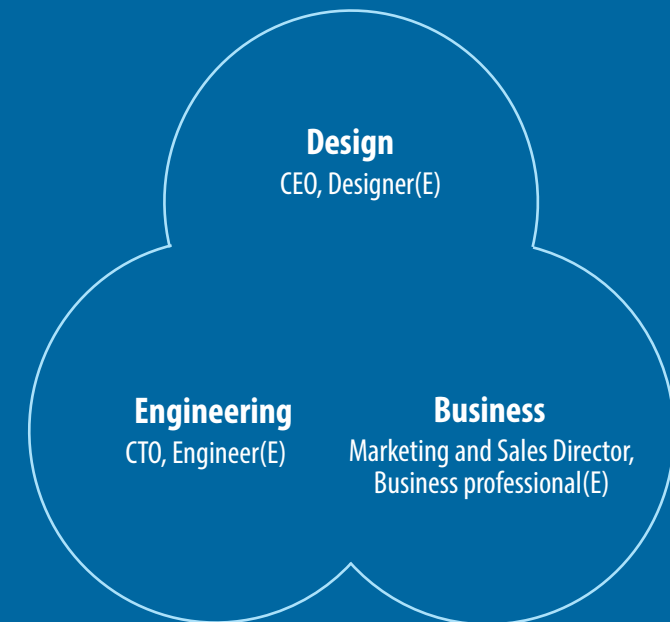 Design
CEO, Designer(E)
Engineering
CTO, Engineer(E)
Business
Marketing and Sales Director,
Business professional(E)